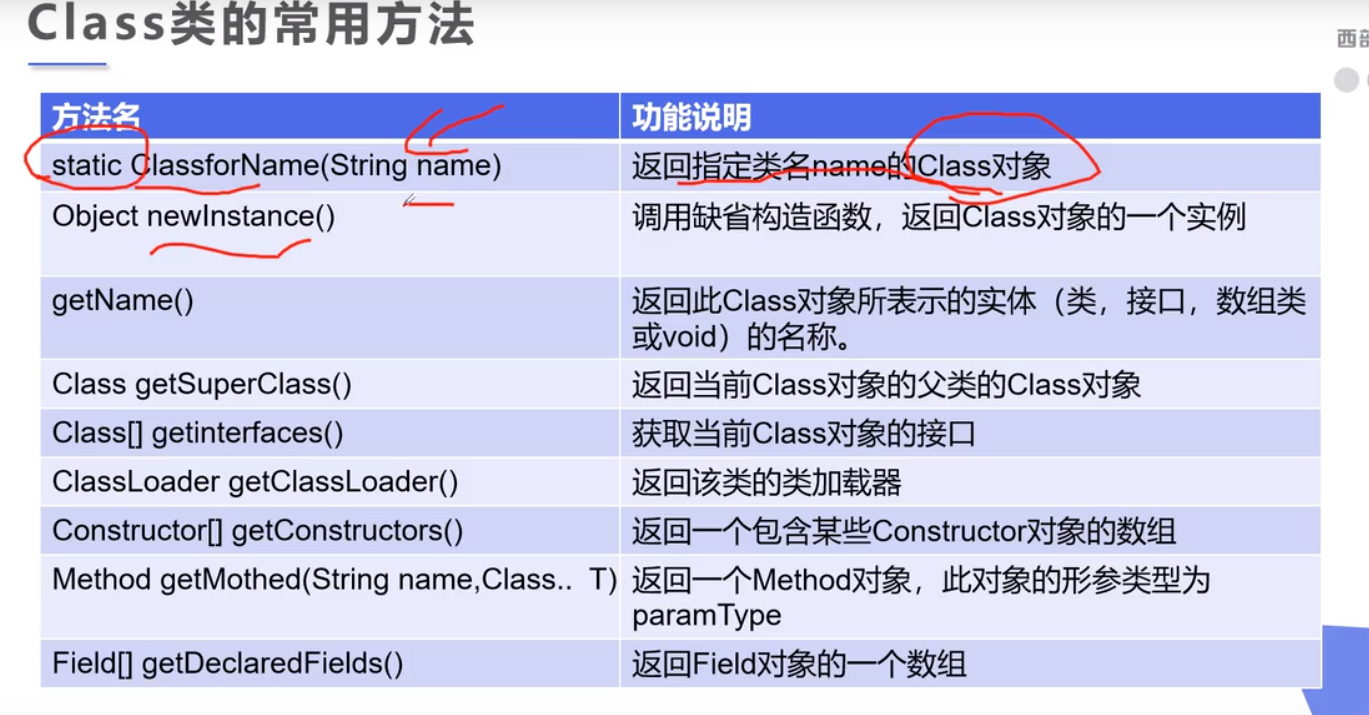 Class类的常用方法
西部
方法名 功能说明
static ClassforName(String name) 返回指定类名name的Class对象
Object newInstance() 调用缺省构造函数，返回Class对象的一个实例
getName() 返回此Class对象所表示的实体（类，接口，数组类
或void）的名称。
Class getSuperClass() 返回当前Class对象的父类的Class对象
Class[] getinterfaces() 获取当前Class对象的接口
ClassLoader getClassLoader() 返回该类的类加载器
Constructor[] getConstructors() 返回一个包含某些Constructor对象的数组
Method getMothed(String name,Class.. T) 返回一个Method对象，此对象的形参类型为
paramType
Field[] getDeclaredFields() 返回Field对象的一个数组